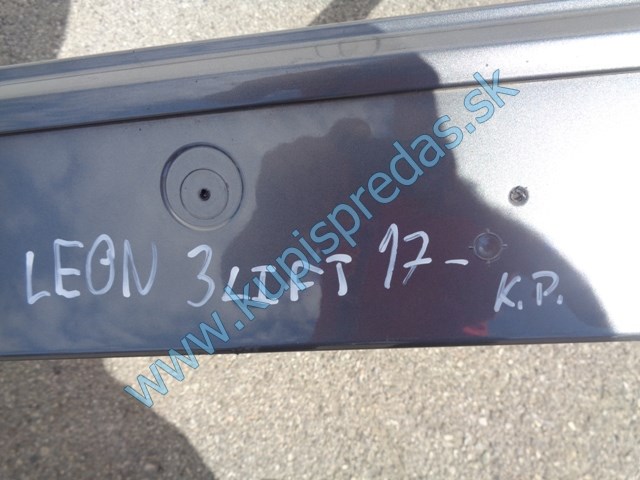 LEON 3 LIFT 17- K.P.
www.kupispredas.sk